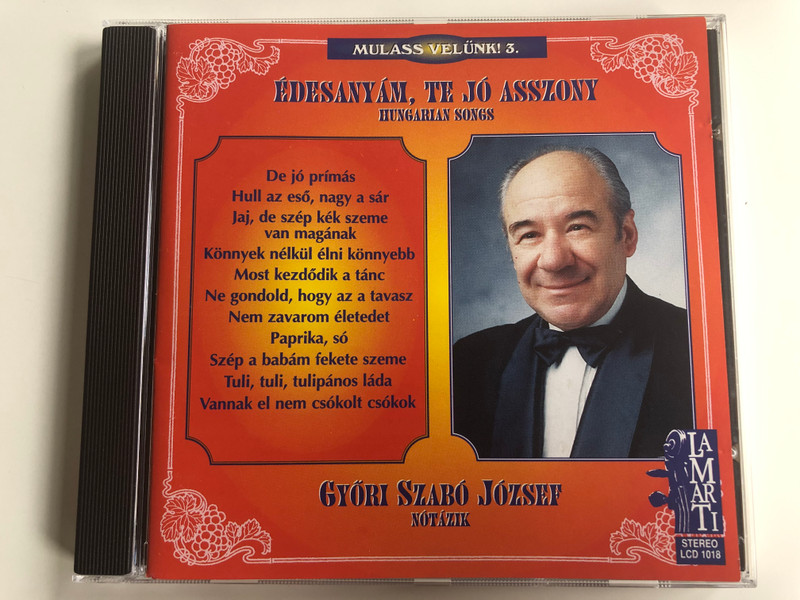 MULASS VELÜNK! 3.
ÉDESANYÁM, TE JÓ ASSZONY
HUNGARIAN SONGS
De jó prímás
Hull az eső, nagy a sár
Jaj, de szép kék szeme
van magának
Könnyek nélkül élni könnyebb
Most kezdődik a tánc
Ne gondold, hogy az a tavasz
Nem zavarom életedet
Paprika, só
Szép a babám fekete szeme
Tuli, tuli, tulipános láda
Vannak el nem csókolt csókok
GYŐRI SZABÓ JÓZSEF
NÓTÁZIK
LA
MAR
TI
STEREO
LCD 1018